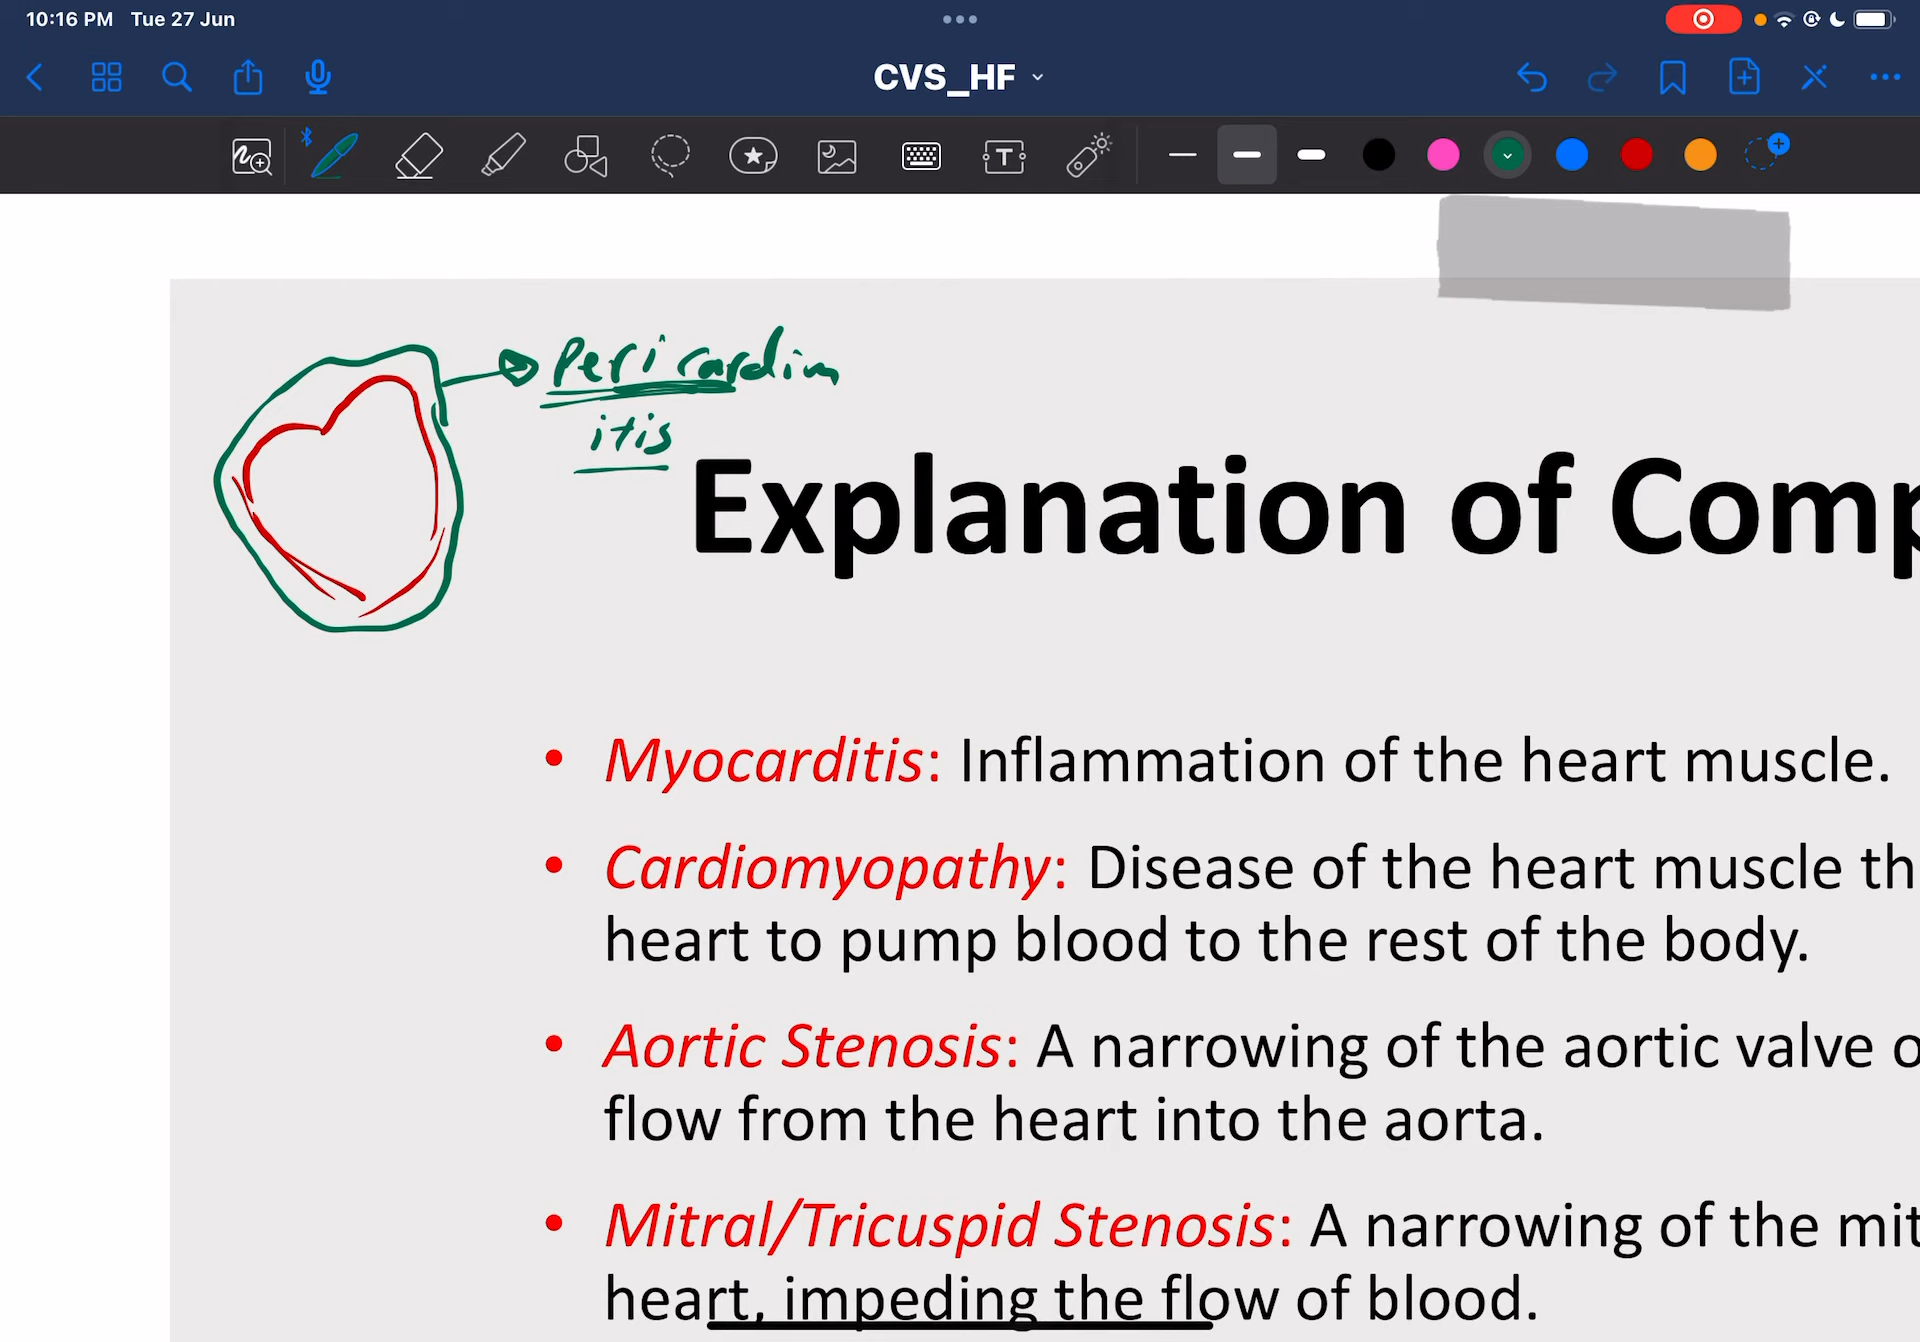 10:16 PM Tue 27 Jun
CVS_HF
Pericardim
itis
Explanation of Comp
• Myocarditis: Inflammation of the heart muscle.
• Cardiomyopathy: Disease of the heart muscle th
heart to pump blood to the rest of the body.
• Aortic Stenosis: A narrowing of the aortic valve o
flow from the heart into the aorta.
• Mitral/Tricuspid Stenosis: A narrowing of the mit
heart, impeding the flow of blood.